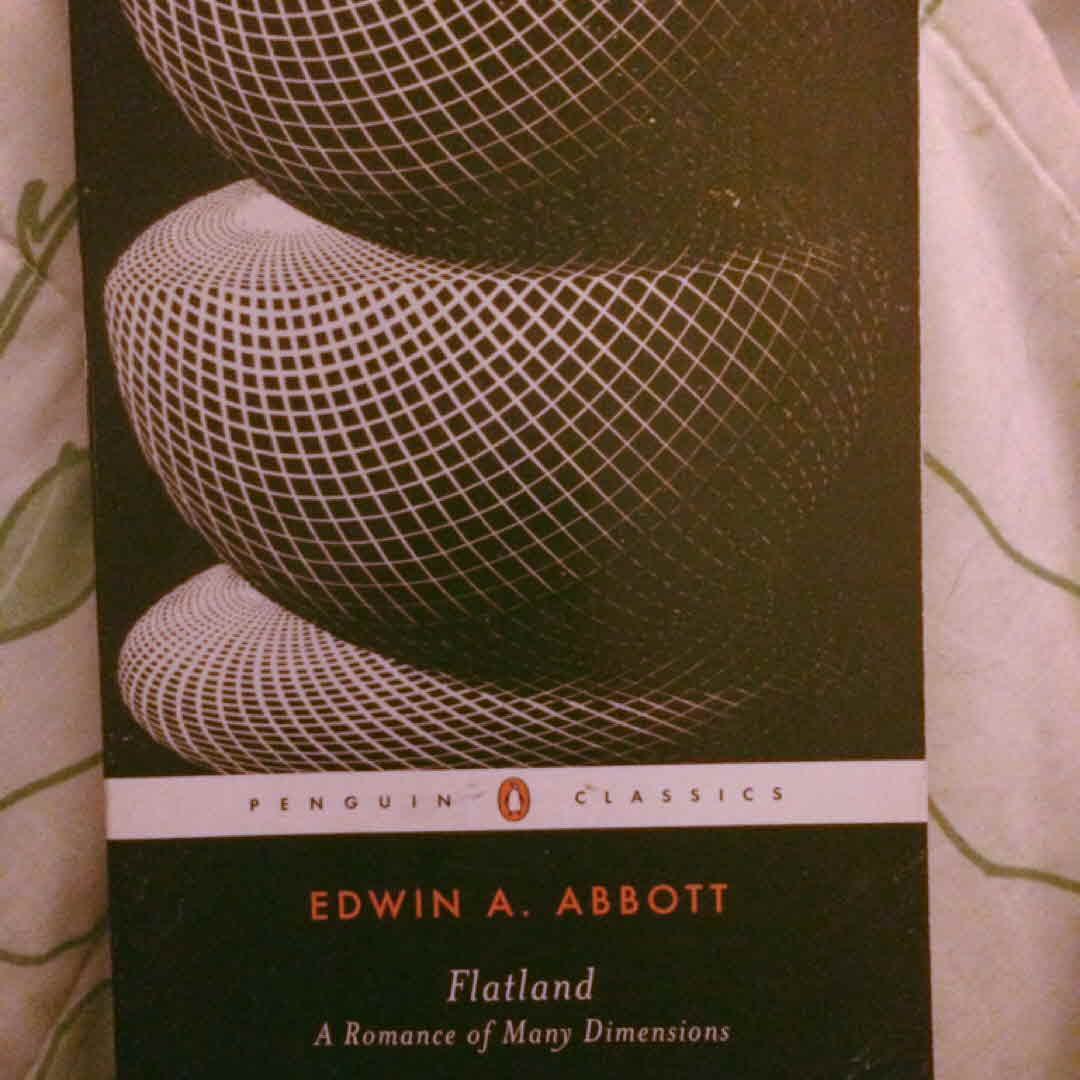 PENGUIN CLASSICS
EDWIN A. ABBOTT
Flatland
A Romance of Many Dimensions